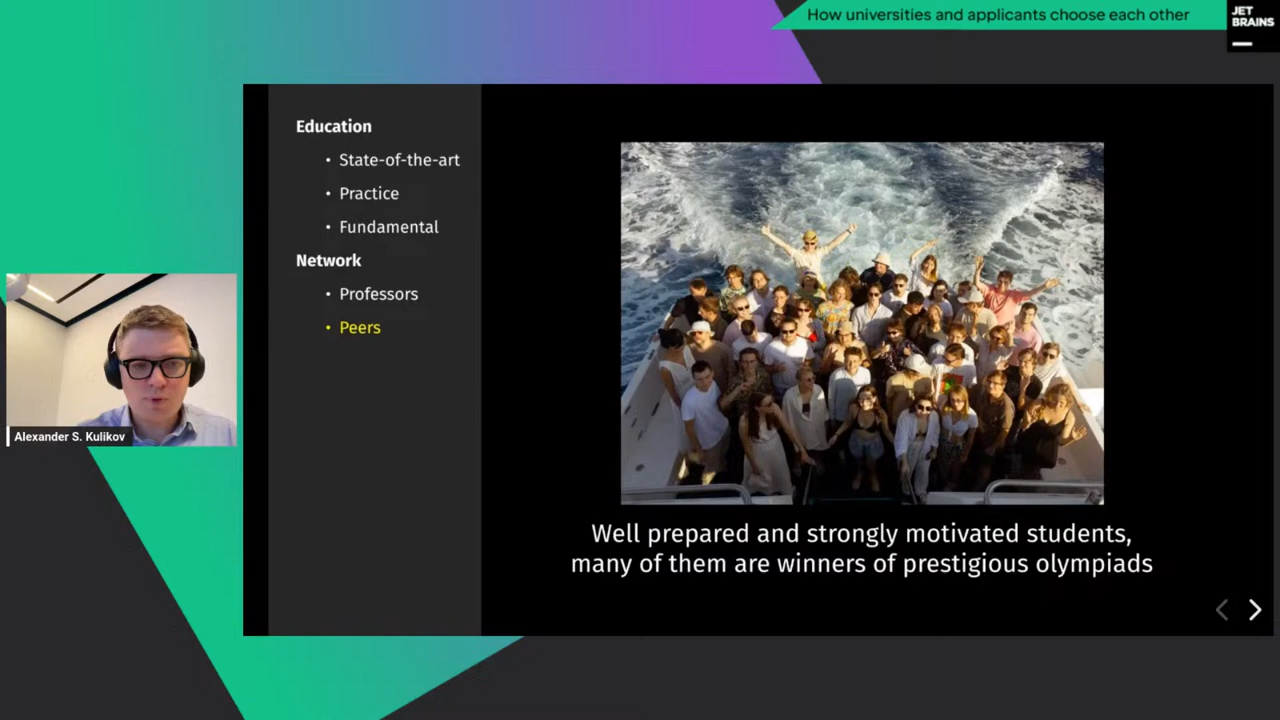 How universities and applicants choose each other
JET
BRAINS
Education
• State-of-the-art
• Practice
• Fundamental
Network
• Professors
• Peers
Alexander S. Kulikov
Well prepared and strongly motivated students,
many of them are winners of prestigious olympiads